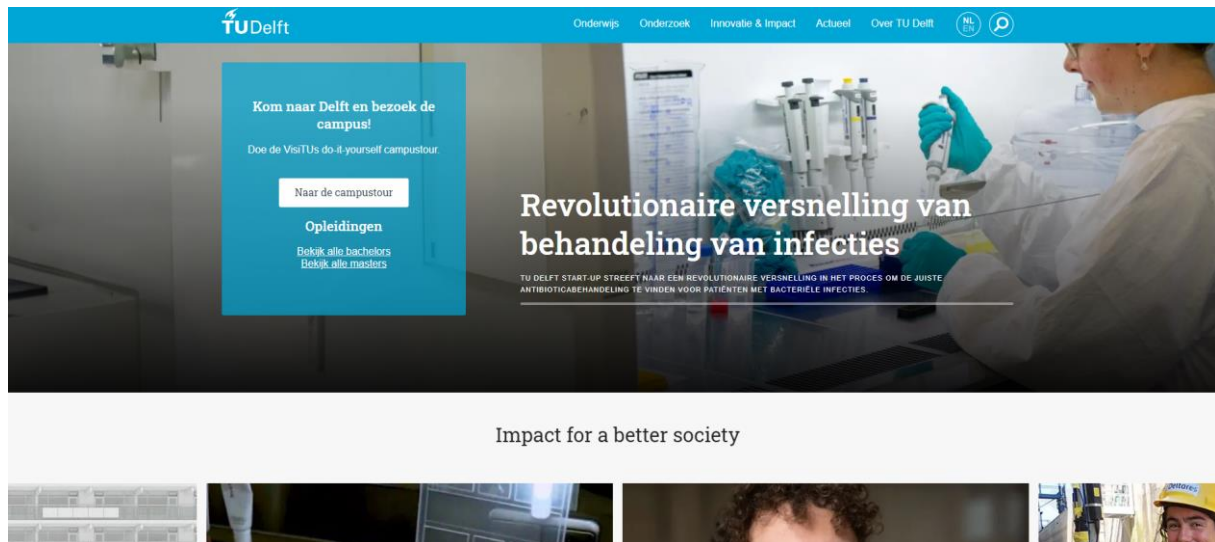 TUDelft
Onderwijs Onderzoek Innovatie & Impact Actueel Over TU Delft NL
EN
Kom naar Delft en bezoek de
campus!
Doe de VisiTUs do-it-yourself campustour.
Naar de campustour
Opleidingen
Bekijk alle bachelors
Bekijk alle masters
Revolutionaire versnelling van
behandeling van infecties
TU DELFT START-UP STREEFT NAAR EEN REVOLUTIONAIRE VERSNELLING IN HET PROCES OM DE JUISTE
ANTIBIOTICABEHANDELING TE VINDEN VOOR PATIËNTEN MET BACTERIËLE INFECTIES.
Impact for a better society
Deltares